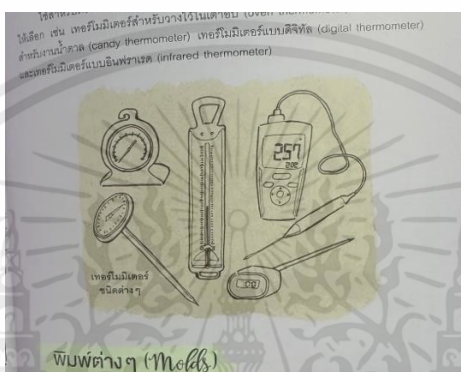 ให้เลือก เช่น เทอร์โมมิเตอร์สำหรับวางไว้ในเตาอบ (oven thermometer)
สำหรับงานน้ำตาล (candy thermometer) เทอร์โมมิเตอร์แบบดิจิทัล (digital thermometer)
และเทอร์โมมิเตอร์แบบอินฟราเรด (infrared thermometer)
257
เทอร์โมมิเตอร์
ชนิดต่างๆ
พิมพ์ต่างๆ (Molds)